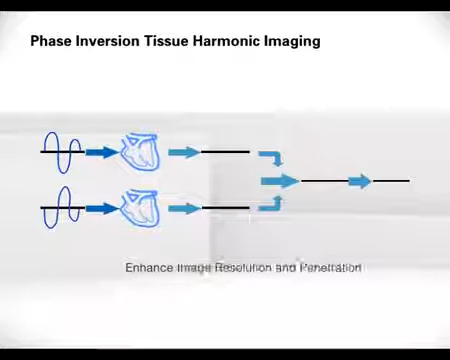 Phase Inversion Tissue Harmonic Imaging
Enhance Image Resolution and Penetration